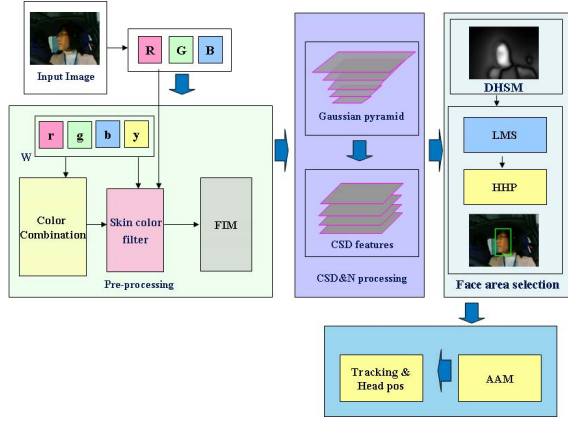 Input Image
R G B
r g b y
W
Color
Combination
Skin color
filter
FIM
Pre-processing
Gaussian pyramid
CSD features
CSD&N processing
DHSM
LMS
HHP
Face area selection
Tracking &
Head pos
AAM